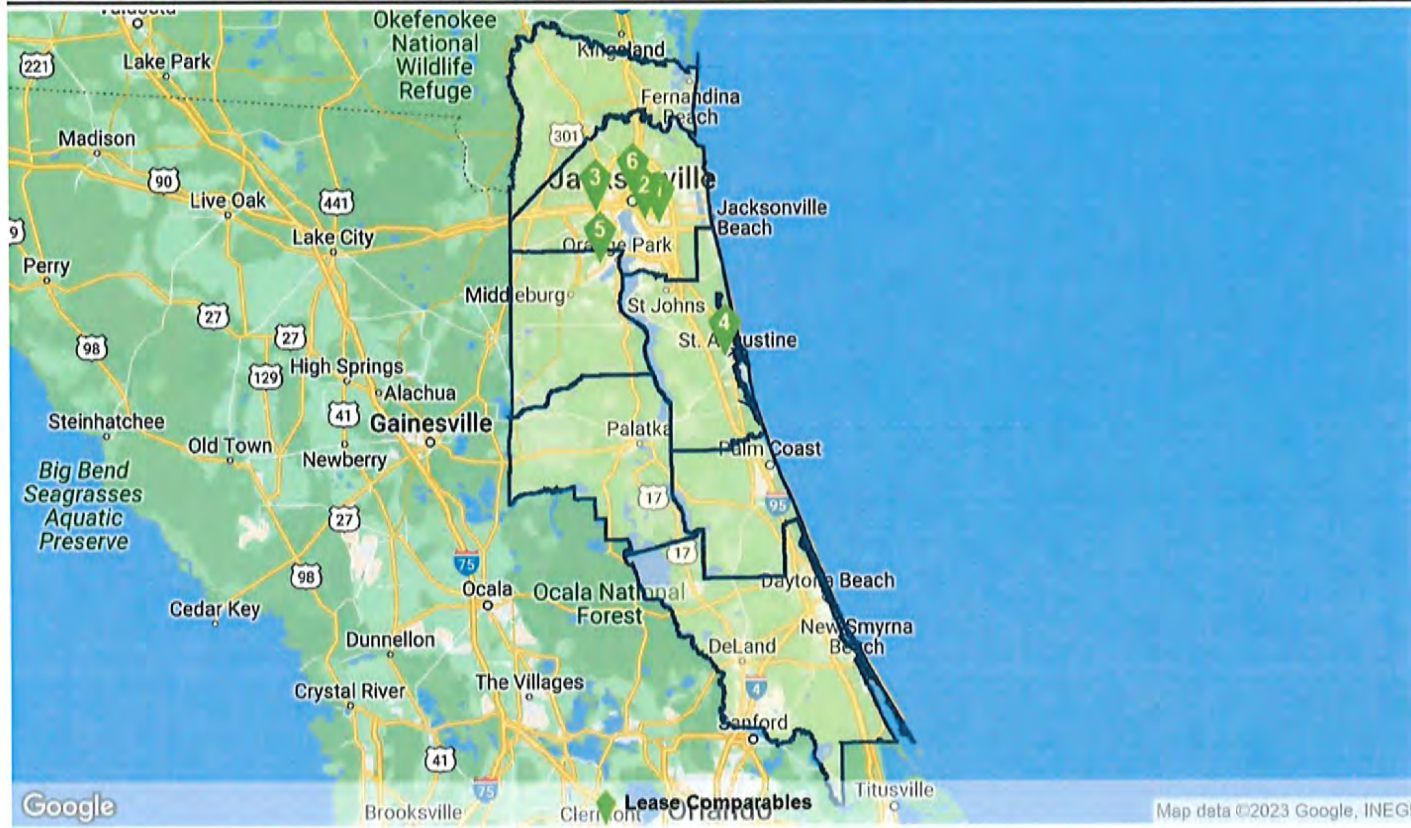 Okefenokee
National
Wildlife
Refuge
Kingsland
221
Lake Park
Fernandina
Beach
Madison
301
90
Live Oak
441
6
3
Jacksonville
2
1
Jacksonville
Beach
9
Lake City
5
Orange Park
Perry
Middleburg
St Johns
27
4
St. Augustine
98
27
High Springs
129
Alachua
Steinhatchee
41
Gainesville
Palatka
Old Town
Newberry
Palm Coast
Big Bend
Seagrasses
Aquatic
Preserve
27
17
95
17
75
98
Ocala
Ocala National
Forest
Daytona Beach
Cedar Key
Dunnellon
New Smyrna
Beach
DeLand
Crystal River
The Villages
4
Sanford
41
75
Titusville
Google
Brooksville
Clermont
Lease Comparables
Orlando
Map data ©2023 Google, INEGI